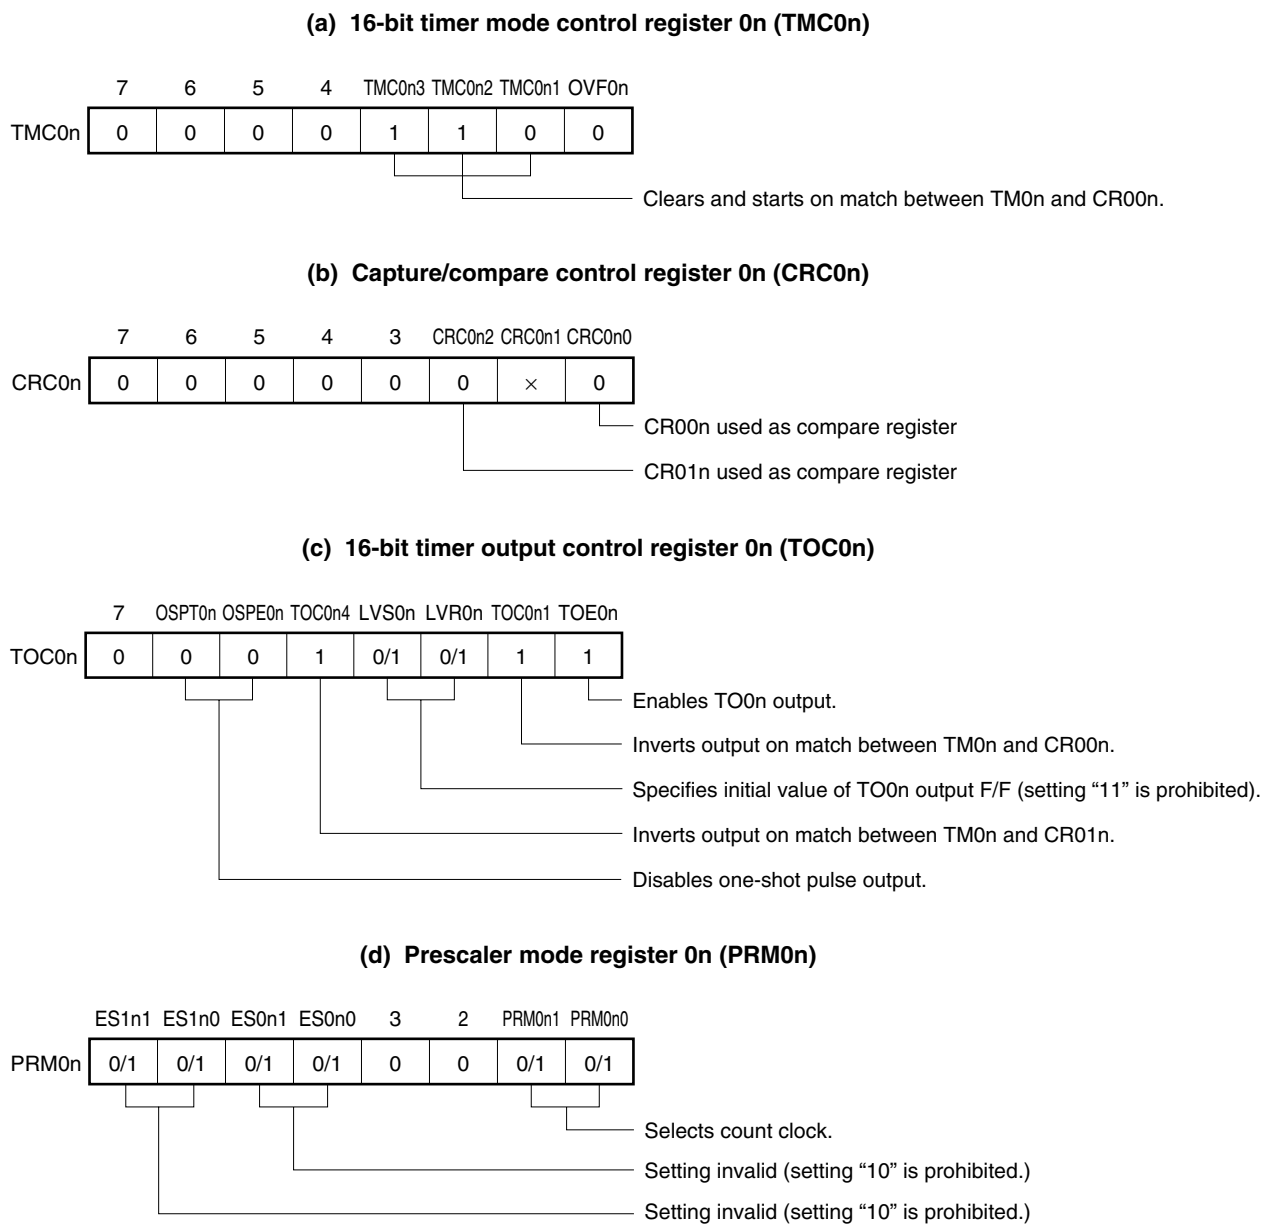 (a) 16-bit timer mode control register 0n (TMC0n)
7 6 5 4 TMC0n3 TMC0n2 TMC0n1 OVF0n
TMC0n 0 0 0 0 1 1 0 0
Clears and starts on match between TM0n and CR00n.
(b) Capture/compare control register 0n (CRC0n)
7 6 5 4 3 CRC0n2 CRC0n1 CRC0n0
CRC0n 0 0 0 0 0 0 × 0
CR00n used as compare register
CR01n used as compare register
(c) 16-bit timer output control register 0n (TOC0n)
7 OSPT0n OSPE0n TOC0n4 LVS0n LVR0n TOC0n1 TOE0n
TOC0n 0 0 0 1 0/1 0/1 1 1
Enables TO0n output.
Inverts output on match between TM0n and CR00n.
Specifies initial value of TO0n output F/F (setting “11” is prohibited).
Inverts output on match between TM0n and CR01n.
Disables one-shot pulse output.
(d) Prescaler mode register 0n (PRM0n)
ES1n1 ES1n0 ES0n1 ES0n0 3 2 PRM0n1 PRM0n0
PRM0n 0/1 0/1 0/1 0/1 0 0 0/1 0/1
Selects count clock.
Setting invalid (setting “10” is prohibited.)
Setting invalid (setting “10” is prohibited.)